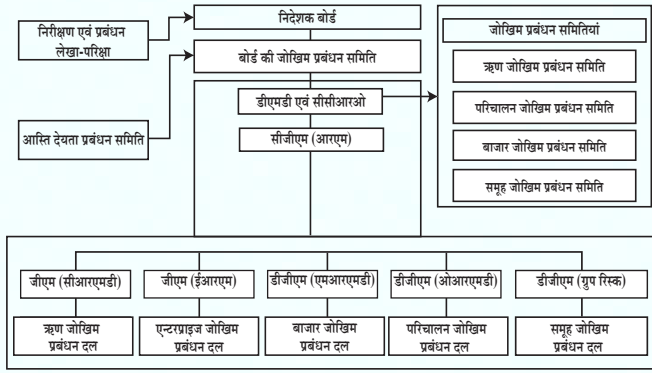 निदेशक बोर्ड
निरीक्षण एवं प्रबंधन
लेखा-परिक्षा
बोर्ड की जोखिम प्रबंधन समिति
आस्ति देयता प्रबंधन समिति
डीएमडी एवं सीसीआरओ
सीजीएम (आरएम)
जोखिम प्रबंधन समितियां
ऋण जोखिम प्रबंधन समिति
परिचालन जोखिम प्रबंधन समिति
बाजार जोखिम प्रबंधन समिति
समूह जोखिम प्रबंधन समिति
जीएम (सीआरएमडी)
जीएम (ईआरएम)
डीजीएम (एमआरएमडी)
डीजीएम (ओआरएमडी)
डीजीएम (ग्रुप रिस्क)
ऋण जोखिम
प्रबंधन दल
एन्टरप्राइज जोखिम
प्रबंधन दल
बाजार जोखिम
प्रबंधन दल
परिचालन जोखिम
प्रबंधन दल
समूह जोखिम
प्रबंधन दल